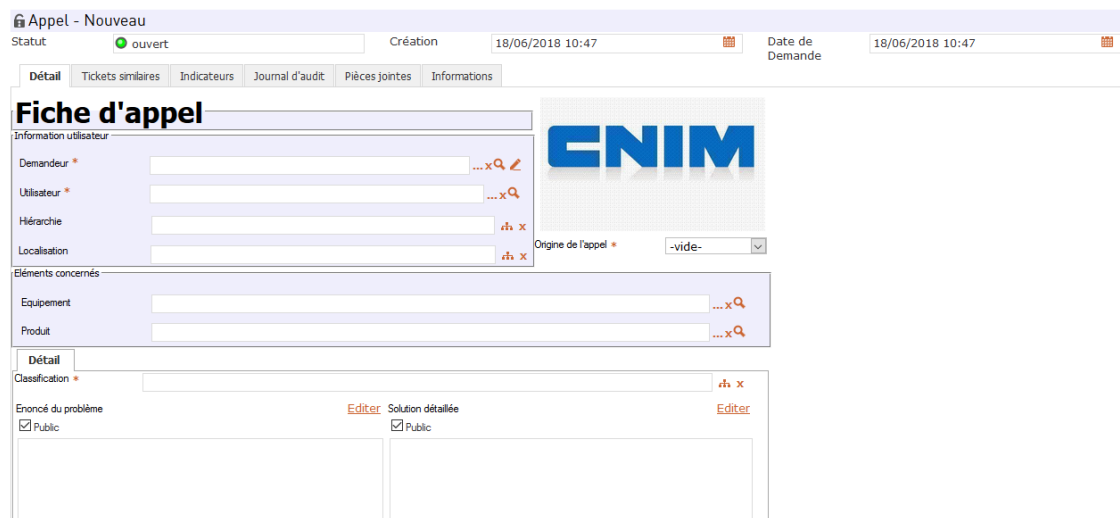 Appel - Nouveau
Statut ouvert Création 18/06/2018 10:47 Date de Demande 18/06/2018 10:47
Détail Tickets similaires Indicateurs Journal d'audit Pièces jointes Informations
Fiche d'appel
CNIM
Information utilisateur
Demandeur * ... x
Utilisateur * ... x
Hiérarchie x
Localisation x
Origine de l'appel * -vide-
Eléments concernés
Equipement ... x
Produit ... x
Détail
Classification * x
Enoncé du problème Editer Solution détaillée Editer
Public Public